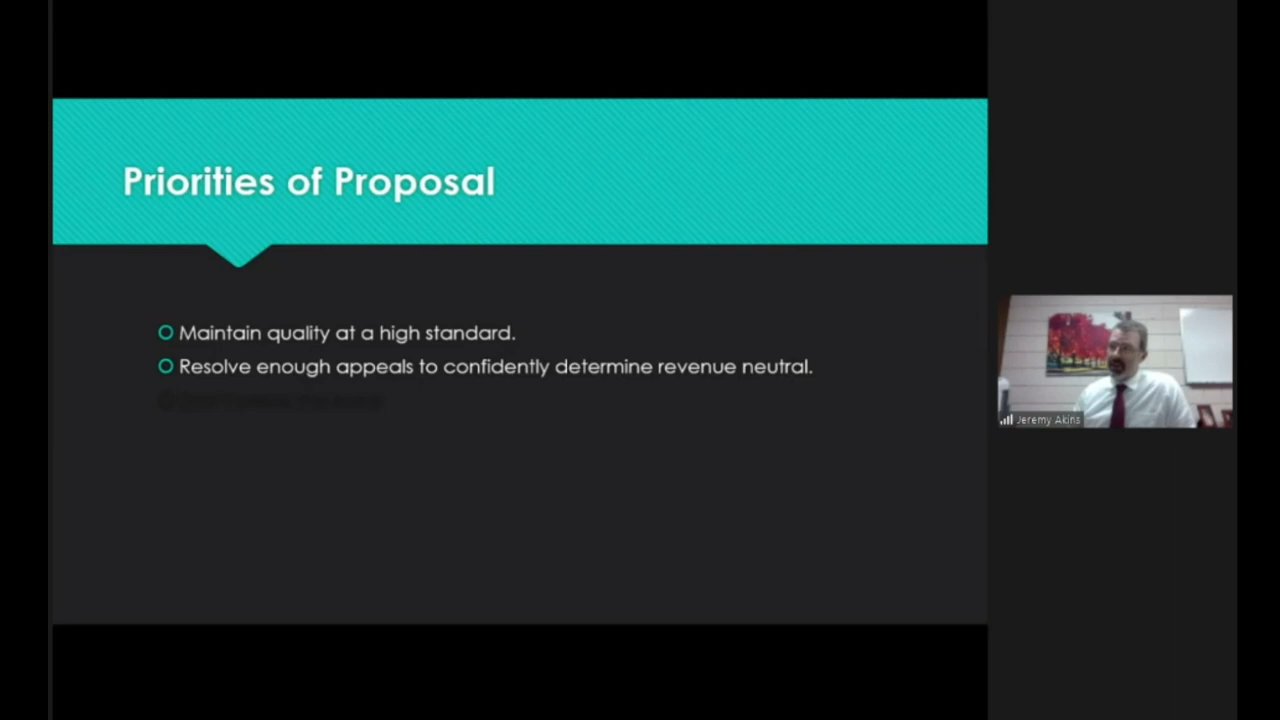 Priorities of Proposal
Maintain quality at a high standard.
Resolve enough appeals to confidently determine revenue neutral.
Jeremy Akins